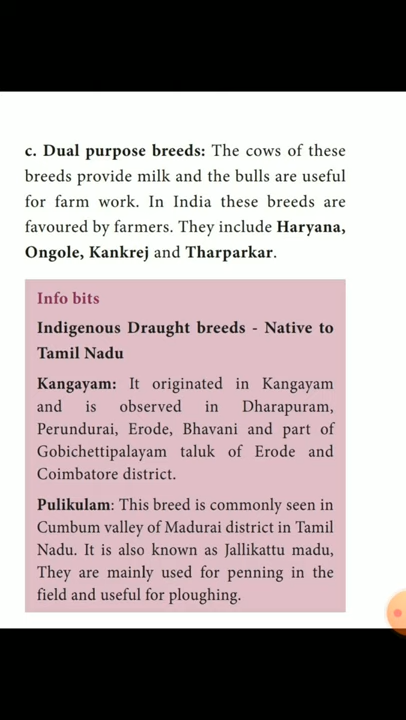 c. Dual purpose breeds: The cows of these
breeds provide milk and the bulls are useful
for farm work. In India these breeds are
favoured by farmers. They include Haryana,
Ongole, Kankrej and Tharparkar.
Info bits
Indigenous Draught breeds - Native to
Tamil Nadu
Kangayam: It originated in Kangayam
and is observed in Dharapuram,
Perundurai, Erode, Bhavani and part of
Gobichettipalayam taluk of Erode and
Coimbatore district.
Pulikulam: This breed is commonly seen in
Cumbum valley of Madurai district in Tamil
Nadu. It is also known as Jallikattu madu,
They are mainly used for penning in the
field and useful for ploughing.